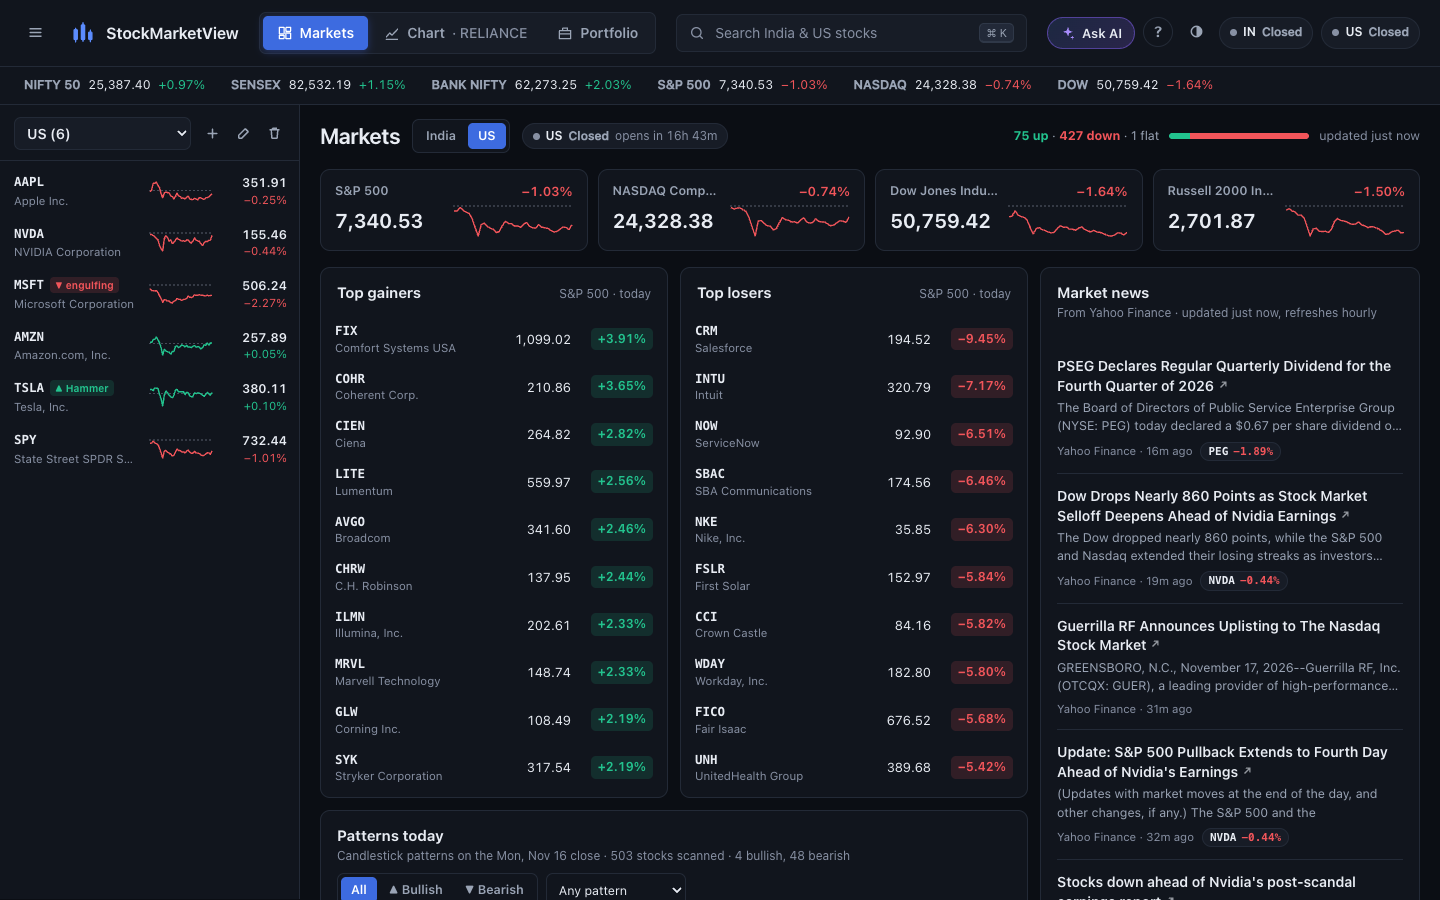 StockMarketView
Markets
Chart · RELIANCE
Portfolio
Search India & US stocks
⌘ K
Ask AI
?
IN Closed
US Closed
NIFTY 50 25,387.40 +0.97%
SENSEX 82,532.19 +1.15%
BANK NIFTY 62,273.25 +2.03%
S&P 500 7,340.53 −1.03%
NASDAQ 24,328.38 −0.74%
DOW 50,759.42 −1.64%
US (6)
AAPL 351.91
Apple Inc. −0.25%
NVDA 155.46
NVIDIA Corporation −0.44%
MSFT ▼ engulfing 506.24
Microsoft Corporation −2.27%
AMZN 257.89
Amazon.com, Inc. +0.05%
TSLA ▲ Hammer 380.11
Tesla, Inc. +0.10%
SPY 732.44
State Street SPDR S... −1.01%
Markets
India
US
US Closed opens in 16h 43m
75 up · 427 down · 1 flat
updated just now
S&P 500 −1.03%
7,340.53
NASDAQ Comp... −0.74%
24,328.38
Dow Jones Indu... −1.64%
50,759.42
Russell 2000 In... −1.50%
2,701.87
Top gainers S&P 500 · today
FIX 1,099.02 +3.91%
Comfort Systems USA
COHR 210.86 +3.65%
Coherent Corp.
CIEN 264.82 +2.82%
Ciena
LITE 559.97 +2.56%
Lumentum
AVGO 341.60 +2.46%
Broadcom
CHRW 137.95 +2.44%
C.H. Robinson
ILMN 202.61 +2.33%
Illumina, Inc.
MRVL 148.74 +2.33%
Marvell Technology
GLW 108.49 +2.19%
Corning Inc.
SYK 317.54 +2.19%
Stryker Corporation
Top losers S&P 500 · today
CRM 194.52 −9.45%
Salesforce
INTU 320.79 −7.17%
Intuit
NOW 92.90 −6.51%
ServiceNow
SBAC 174.56 −6.46%
SBA Communications
NKE 35.85 −6.30%
Nike, Inc.
FSLR 152.97 −5.84%
First Solar
CCI 84.16 −5.82%
Crown Castle
WDAY 182.80 −5.80%
Workday, Inc.
FICO 676.52 −5.68%
Fair Isaac
UNH 389.68 −5.42%
UnitedHealth Group
Patterns today
Candlestick patterns on the Mon, Nov 16 close · 503 stocks scanned · 4 bullish, 48 bearish
All ▲ Bullish ▼ Bearish
Any pattern
Market news
From Yahoo Finance · updated just now, refreshes hourly
PSEG Declares Regular Quarterly Dividend for the
Fourth Quarter of 2026 ↗
The Board of Directors of Public Service Enterprise Group
(NYSE: PEG) today declared a $0.67 per share dividend o...
Yahoo Finance · 16m ago PEG −1.89%
Dow Drops Nearly 860 Points as Stock Market
Selloff Deepens Ahead of Nvidia Earnings ↗
The Dow dropped nearly 860 points, while the S&P 500
and Nasdaq extended their losing streaks as investors...
Yahoo Finance · 19m ago NVDA −0.44%
Guerrilla RF Announces Uplisting to The Nasdaq
Stock Market ↗
GREENSBORO, N.C., November 17, 2026--Guerrilla RF, Inc.
(OTCQX: GUER), a leading provider of high-performance...
Yahoo Finance · 31m ago
Update: S&P 500 Pullback Extends to Fourth Day
Ahead of Nvidia's Earnings ↗
(Updates with market moves at the end of the day, and
other changes, if any.) The S&P 500 and the
Yahoo Finance · 32m ago NVDA −0.44%
Stocks down ahead of Nvidia's post-scandal
earnings report ↗